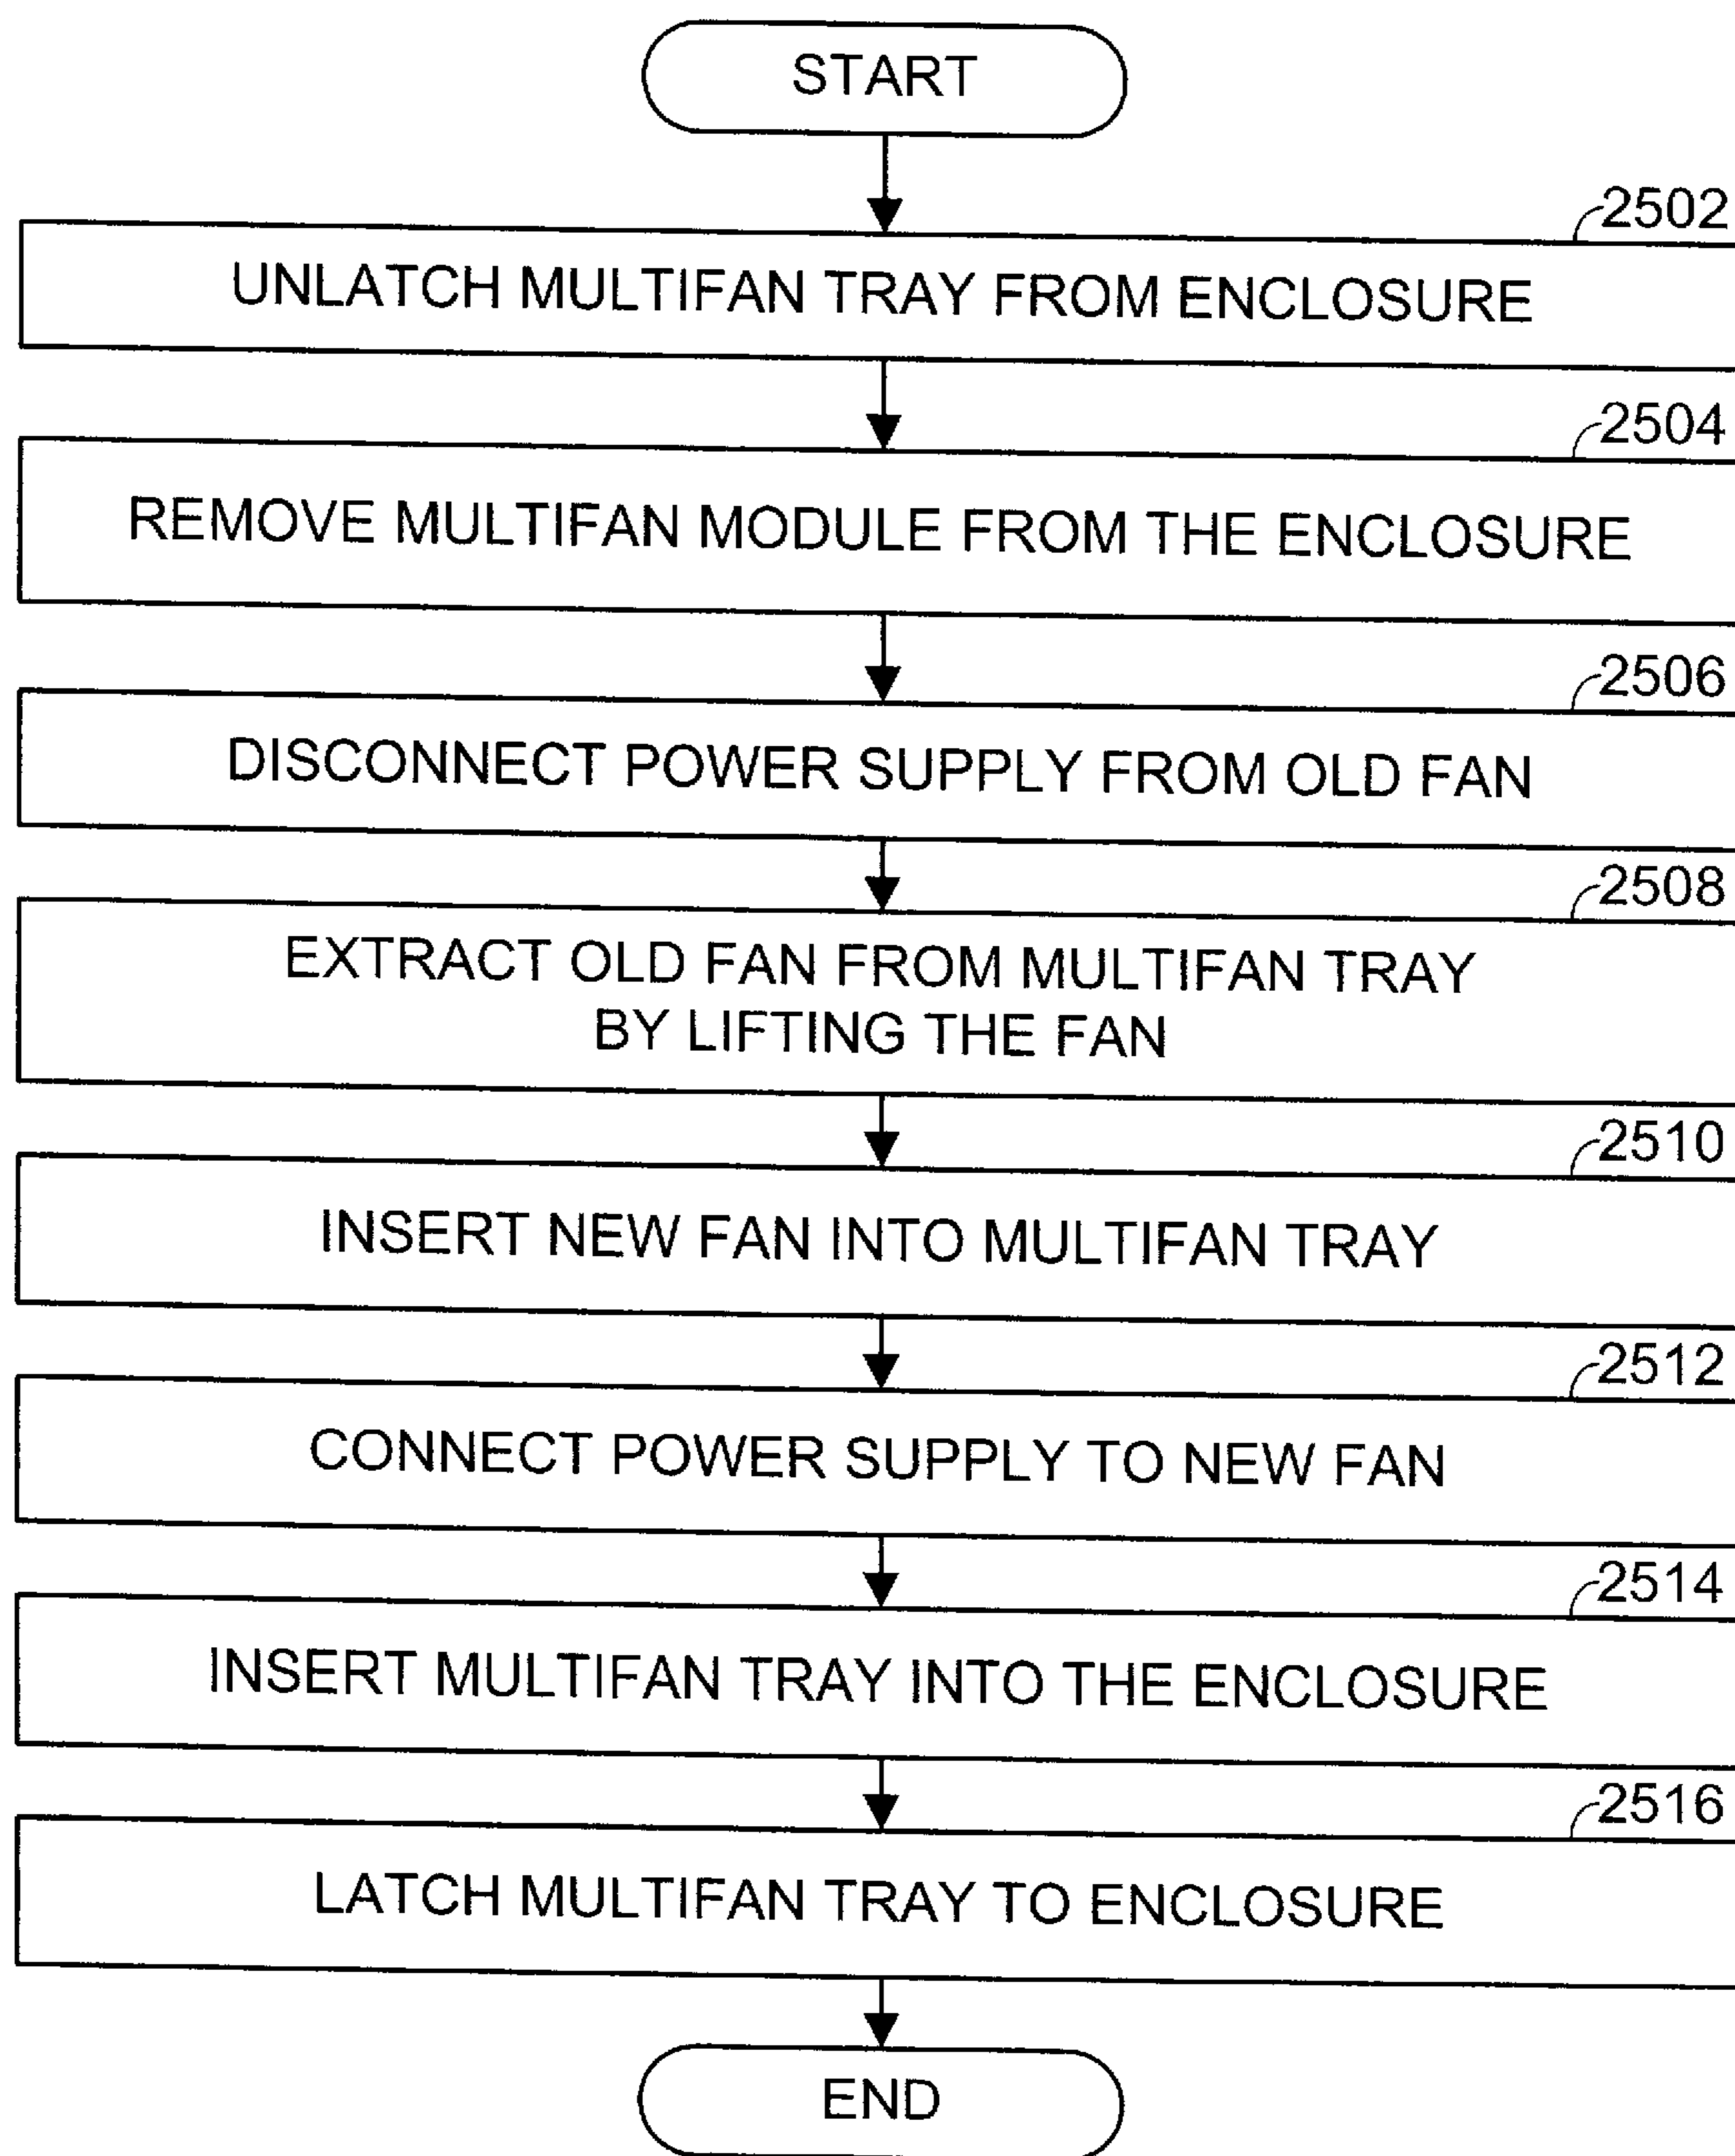 START
2502
UNLATCH MULTIFAN TRAY FROM ENCLOSURE
2504
REMOVE MULTIFAN MODULE FROM THE ENCLOSURE
2506
DISCONNECT POWER SUPPLY FROM OLD FAN
2508
EXTRACT OLD FAN FROM MULTIFAN TRAY
BY LIFTING THE FAN
2510
INSERT NEW FAN INTO MULTIFAN TRAY
2512
CONNECT POWER SUPPLY TO NEW FAN
2514
INSERT MULTIFAN TRAY INTO THE ENCLOSURE
2516
LATCH MULTIFAN TRAY TO ENCLOSURE
END